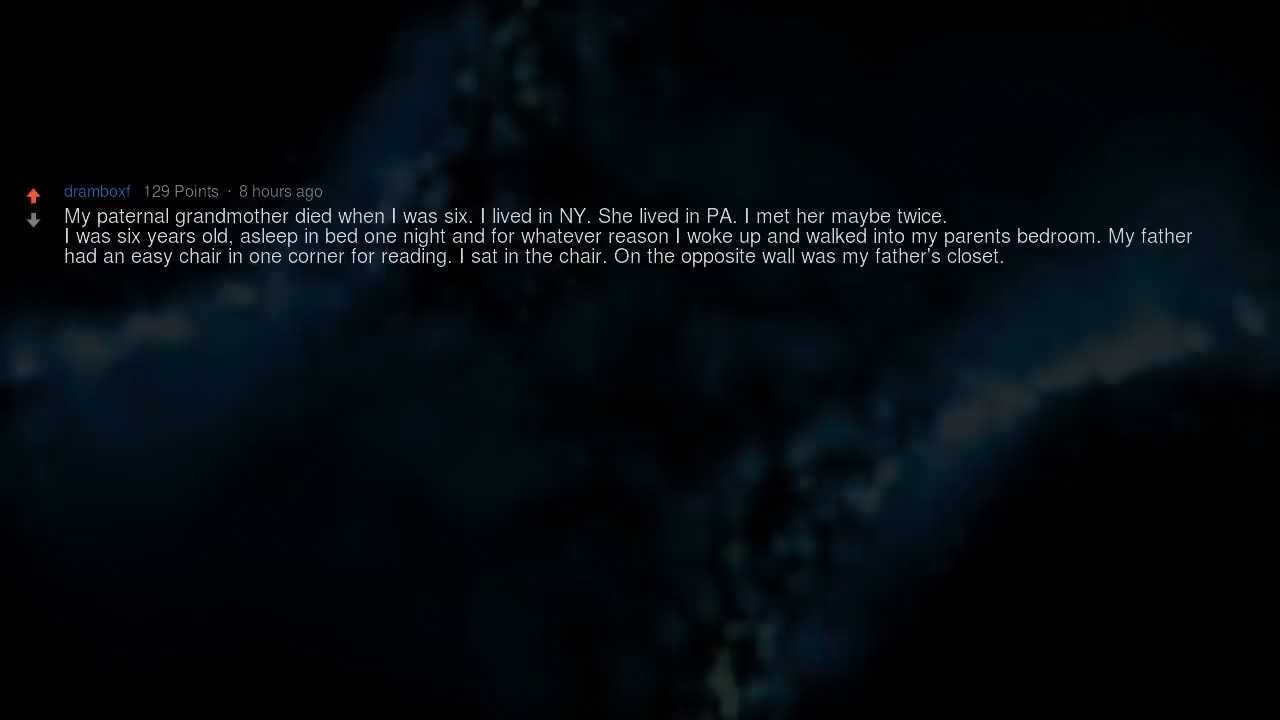 dramboxf 129 Points · 8 hours ago
My paternal grandmother died when I was six. I lived in NY. She lived in PA. I met her maybe twice.
I was six years old, asleep in bed one night and for whatever reason I woke up and walked into my parents bedroom. My father
had an easy chair in one corner for reading. I sat in the chair. On the opposite wall was my father's closet.